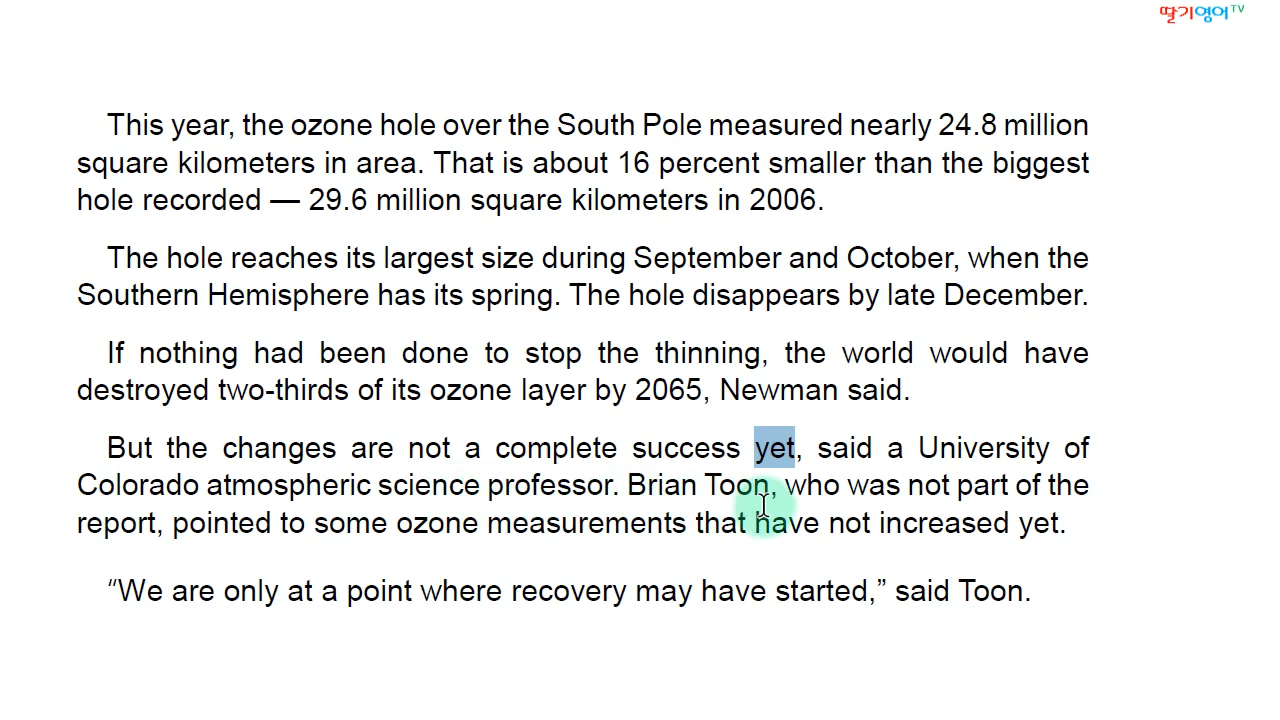 딸기영어TV
This year, the ozone hole over the South Pole measured nearly 24.8 million
square kilometers in area. That is about 16 percent smaller than the biggest
hole recorded — 29.6 million square kilometers in 2006.
The hole reaches its largest size during September and October, when the
Southern Hemisphere has its spring. The hole disappears by late December.
If nothing had been done to stop the thinning, the world would have
destroyed two-thirds of its ozone layer by 2065, Newman said.
But the changes are not a complete success yet, said a University of
Colorado atmospheric science professor. Brian Toon, who was not part of the
report, pointed to some ozone measurements that have not increased yet.
“We are only at a point where recovery may have started,” said Toon.